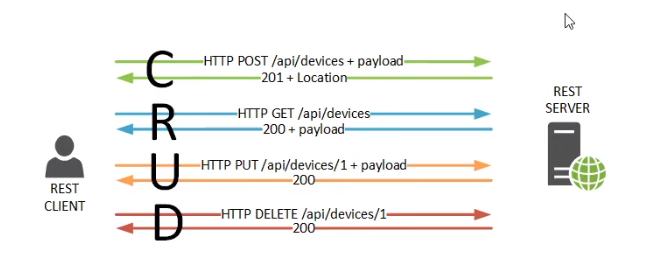 C
HTTP POST /api/devices + payload
201 + Location
R
HTTP GET /api/devices
200 + payload
U
HTTP PUT /api/devices/1 + payload
200
D
HTTP DELETE /api/devices/1
200
REST
CLIENT
REST
SERVER